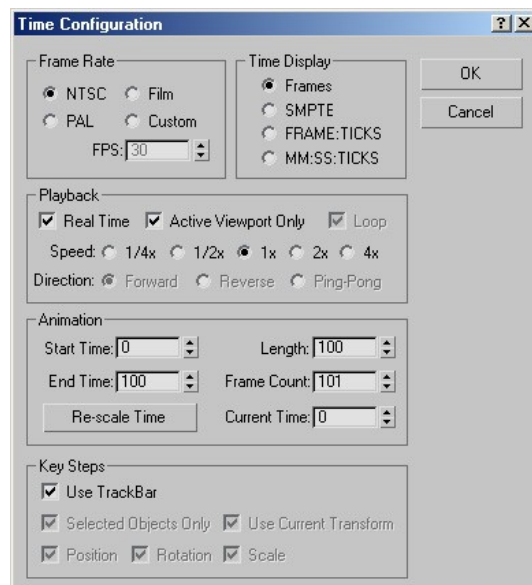 Time Configuration
Frame Rate
NTSC Film
PAL Custom
FPS: 30
Time Display
Frames
SMPTE
FRAME:TICKS
MM:SS:TICKS
OK
Cancel
Playback
Real Time Active Viewport Only Loop
Speed: 1/4x 1/2x 1x 2x 4x
Direction: Forward Reverse Ping-Pong
Animation
Start Time: 0 Length: 100
End Time: 100 Frame Count: 101
Re-scale Time Current Time: 0
Key Steps
Use TrackBar
Selected Objects Only Use Current Transform
Position Rotation Scale